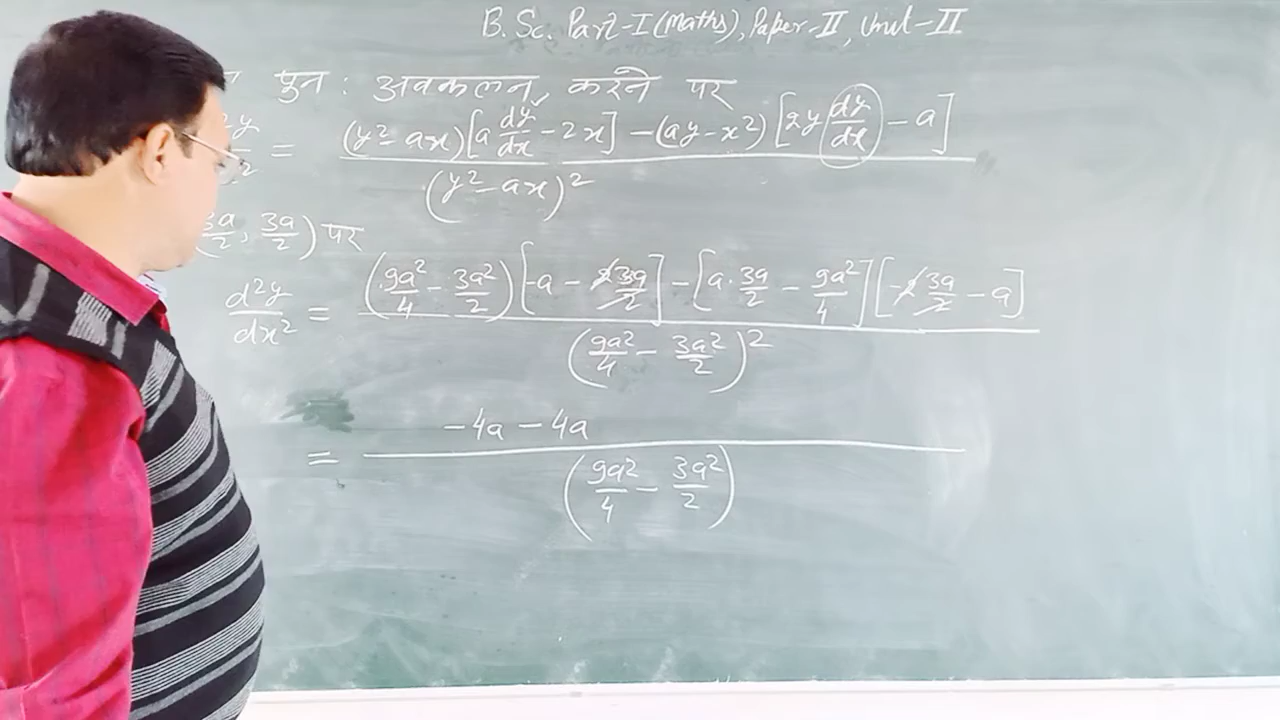 B.Sc. Part-I (Maths), Paper-II, Unit-II
पुन: अवकलन करने पर
= (y²-ax)[a dy/dx - 2x] - (ay-x²)[2y dy/dx - a] / (y²-ax)²
3a/2, 3a/2) पर
d²y/dx² = (9a²/4 - 3a²/2)[-a - 2·3a/2] - [a·3a/2 - 9a²/4][-2·3a/2 - a] / (9a²/4 - 3a²/2)²
= -4a - 4a / (9a²/4 - 3a²/2)